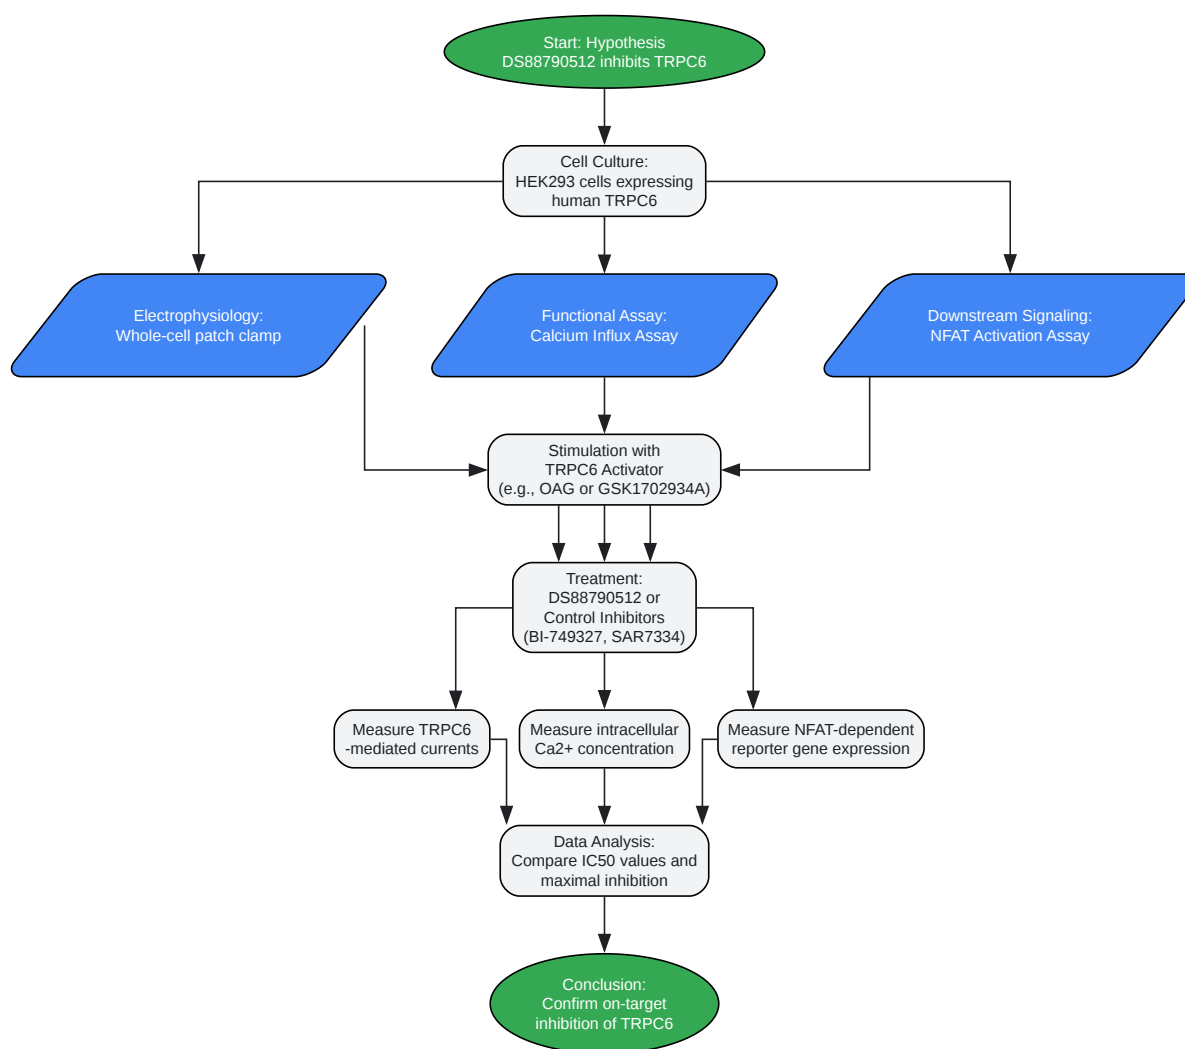 Start: Hypothesis
DS88790512 inhibits TRPC6
Cell Culture:
HEK293 cells expressing
human TRPC6
Electrophysiology:
Whole-cell patch clamp
Functional Assay:
Calcium Influx Assay
Downstream Signaling:
NFAT Activation Assay
Stimulation with
TRPC6 Activator
(e.g., OAG or GSK1702934A)
Treatment:
DS88790512 or
Control Inhibitors
(BI-749327, SAR7334)
Measure TRPC6
-mediated currents
Measure intracellular
Ca2+ concentration
Measure NFAT-dependent
reporter gene expression
Data Analysis:
Compare IC50 values and
maximal inhibition
Conclusion:
Confirm on-target
inhibition of TRPC6